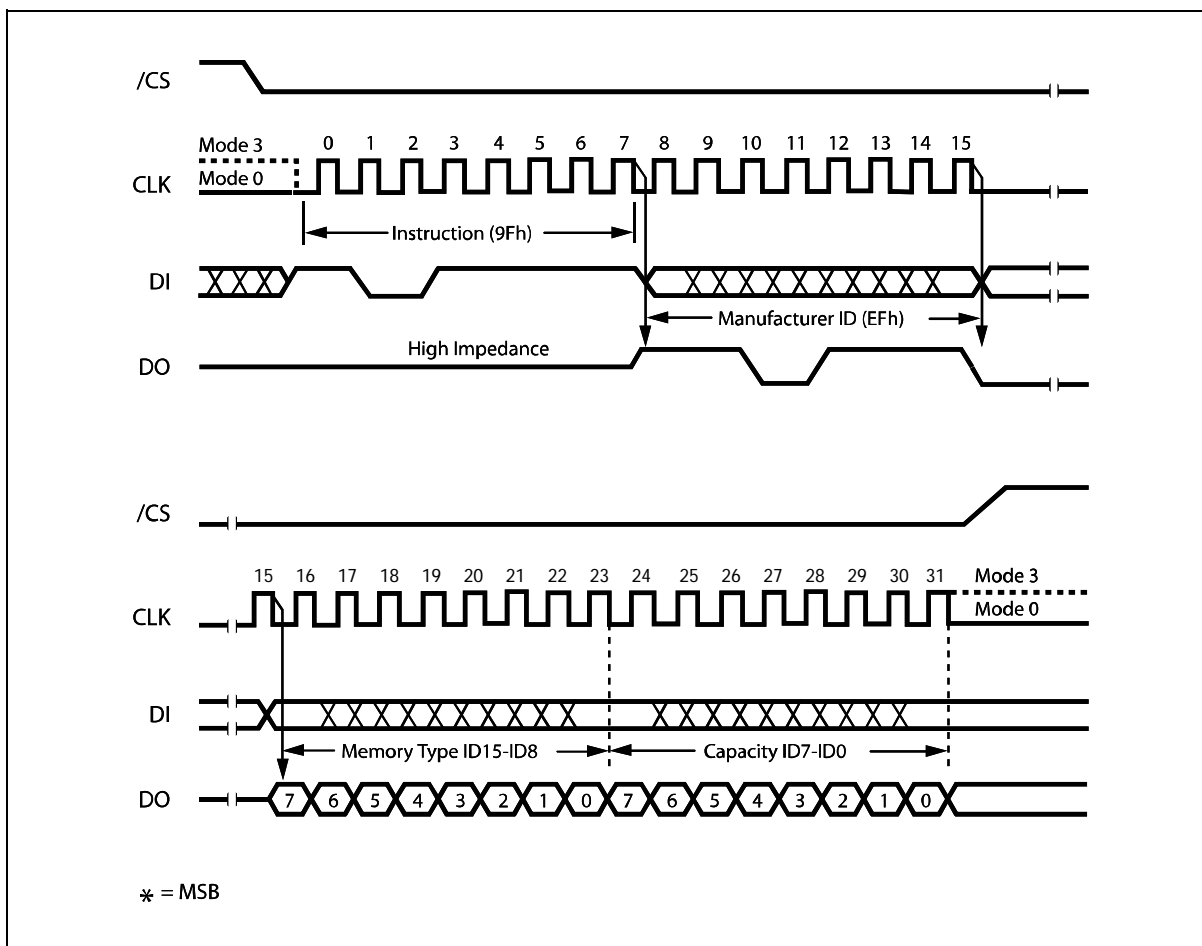 /CS
Mode 3
0 1 2 3 4 5 6 7 8 9 10 11 12 13 14 15
CLK
Mode 0
Instruction (9Fh)
DI
Manufacturer ID (EFh)
High Impedance
DO
/CS
15 16 17 18 19 20 21 22 23 24 25 26 27 28 29 30 31
Mode 3
CLK
Mode 0
DI
Memory Type ID15-ID8
Capacity ID7-ID0
DO
7 6 5 4 3 2 1 0 7 6 5 4 3 2 1 0
* = MSB